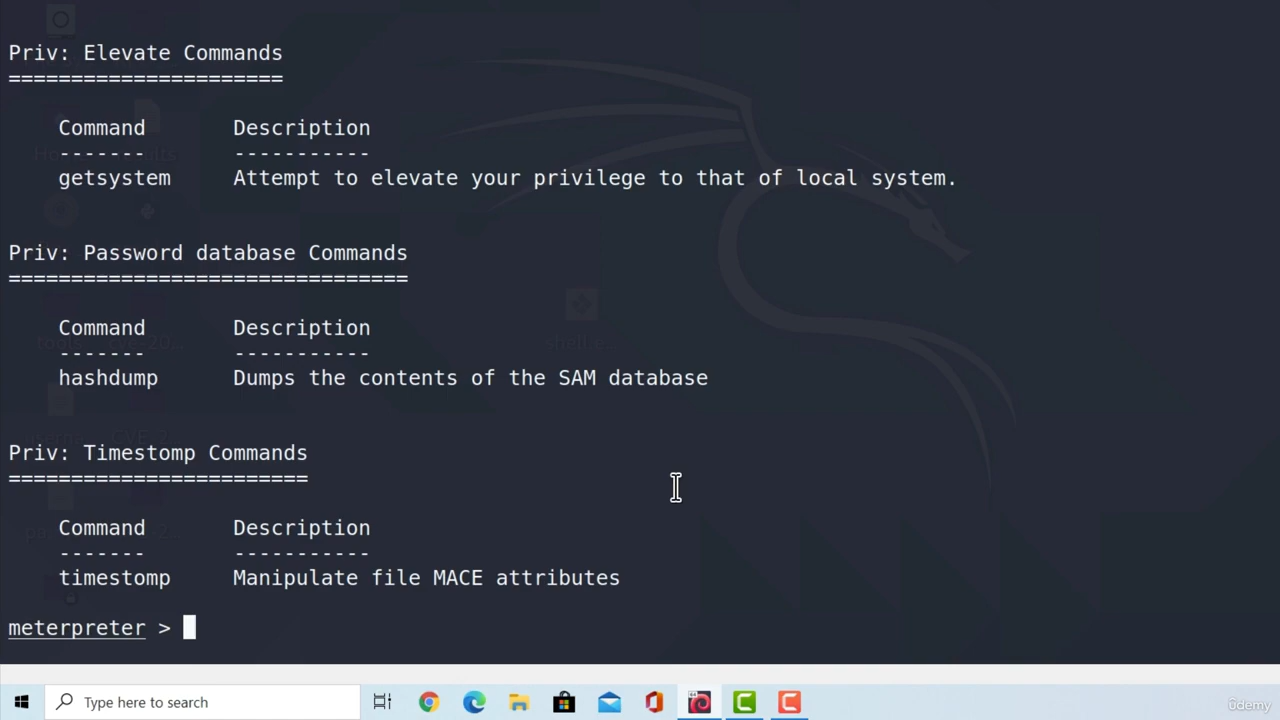 Priv: Elevate Commands
======================
Command Description
------- -----------
getsystem Attempt to elevate your privilege to that of local system.
Priv: Password database Commands
================================
Command Description
------- -----------
hashdump Dumps the contents of the SAM database
Priv: Timestomp Commands
========================
Command Description
------- -----------
timestomp Manipulate file MACE attributes
meterpreter >
Type here to search
ûdemy